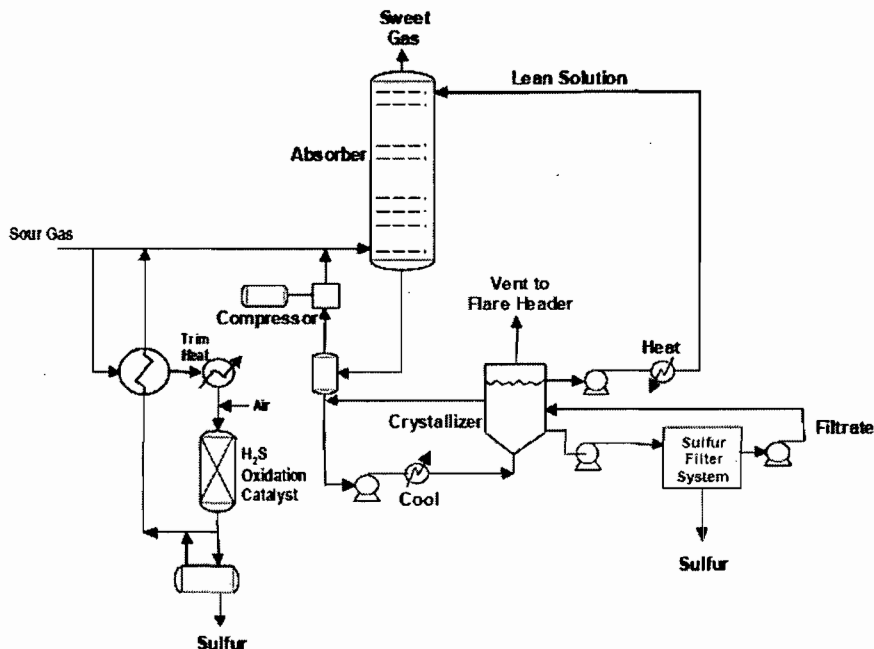 Sweet
Gas
Lean Solution
Absorber
Sour Gas
Vent to
Flare Header
Compressor
Trim
Heat
Heat
Air
Crystallizer
Filtrate
H₂S
Oxidation
Catalyst
Cool
Sulfur
Filter
System
Sulfur
Sulfur